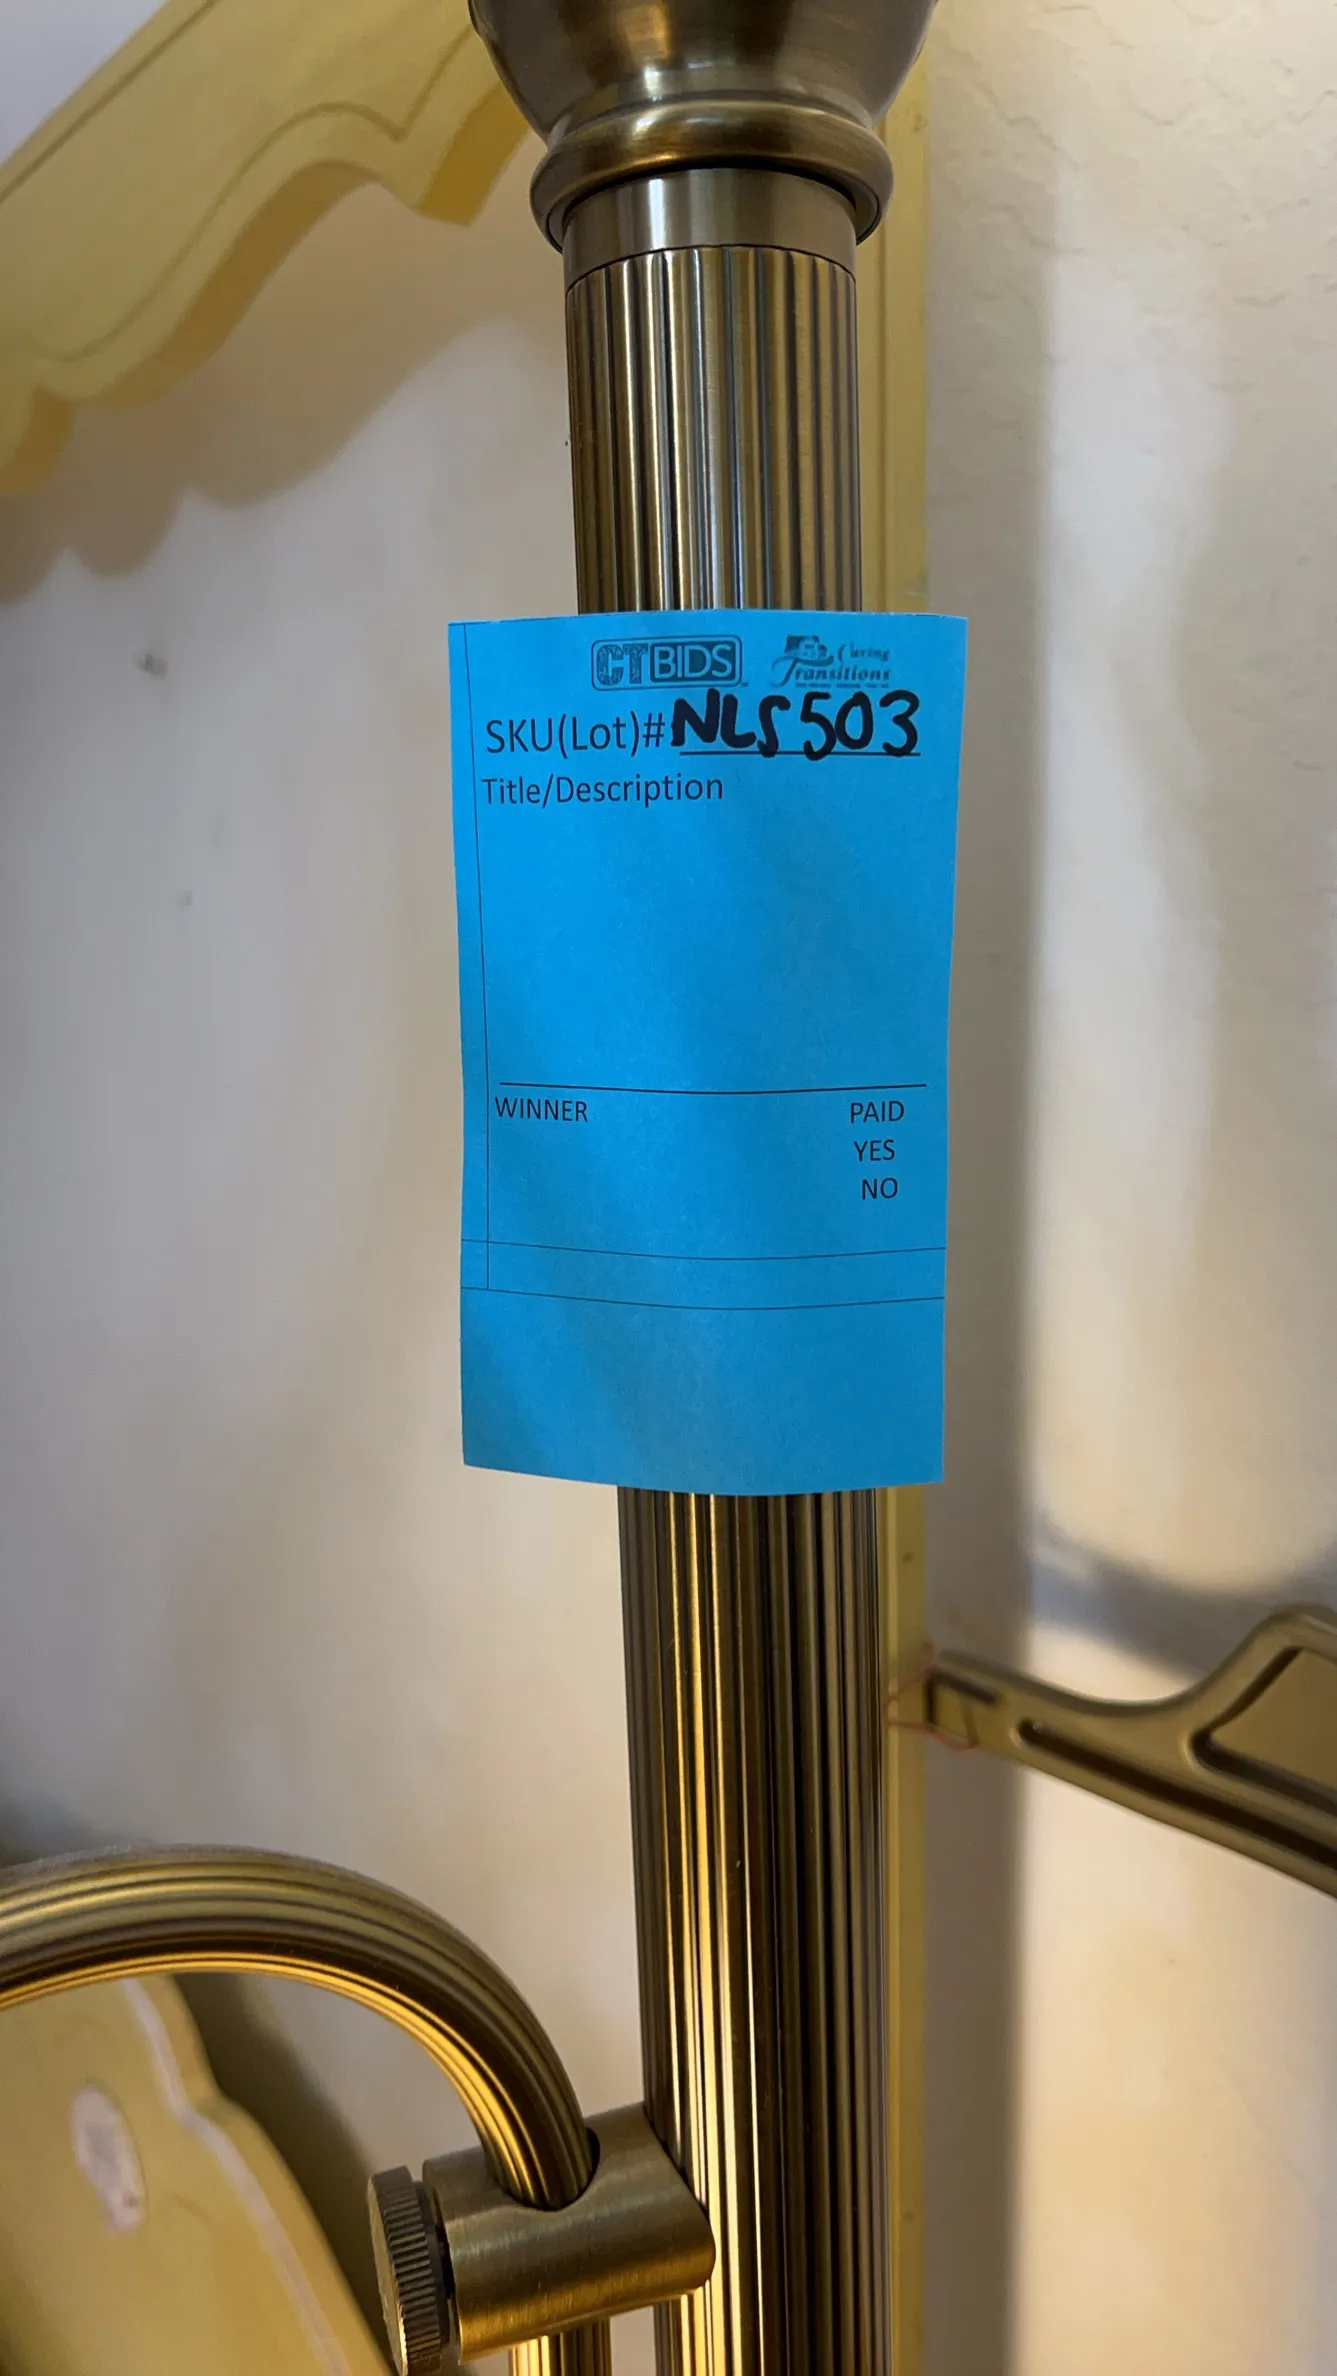 CTBIDS Caring Transitions
SKU(Lot)# NLS503
Title/Description
WINNER PAID
YES
NO